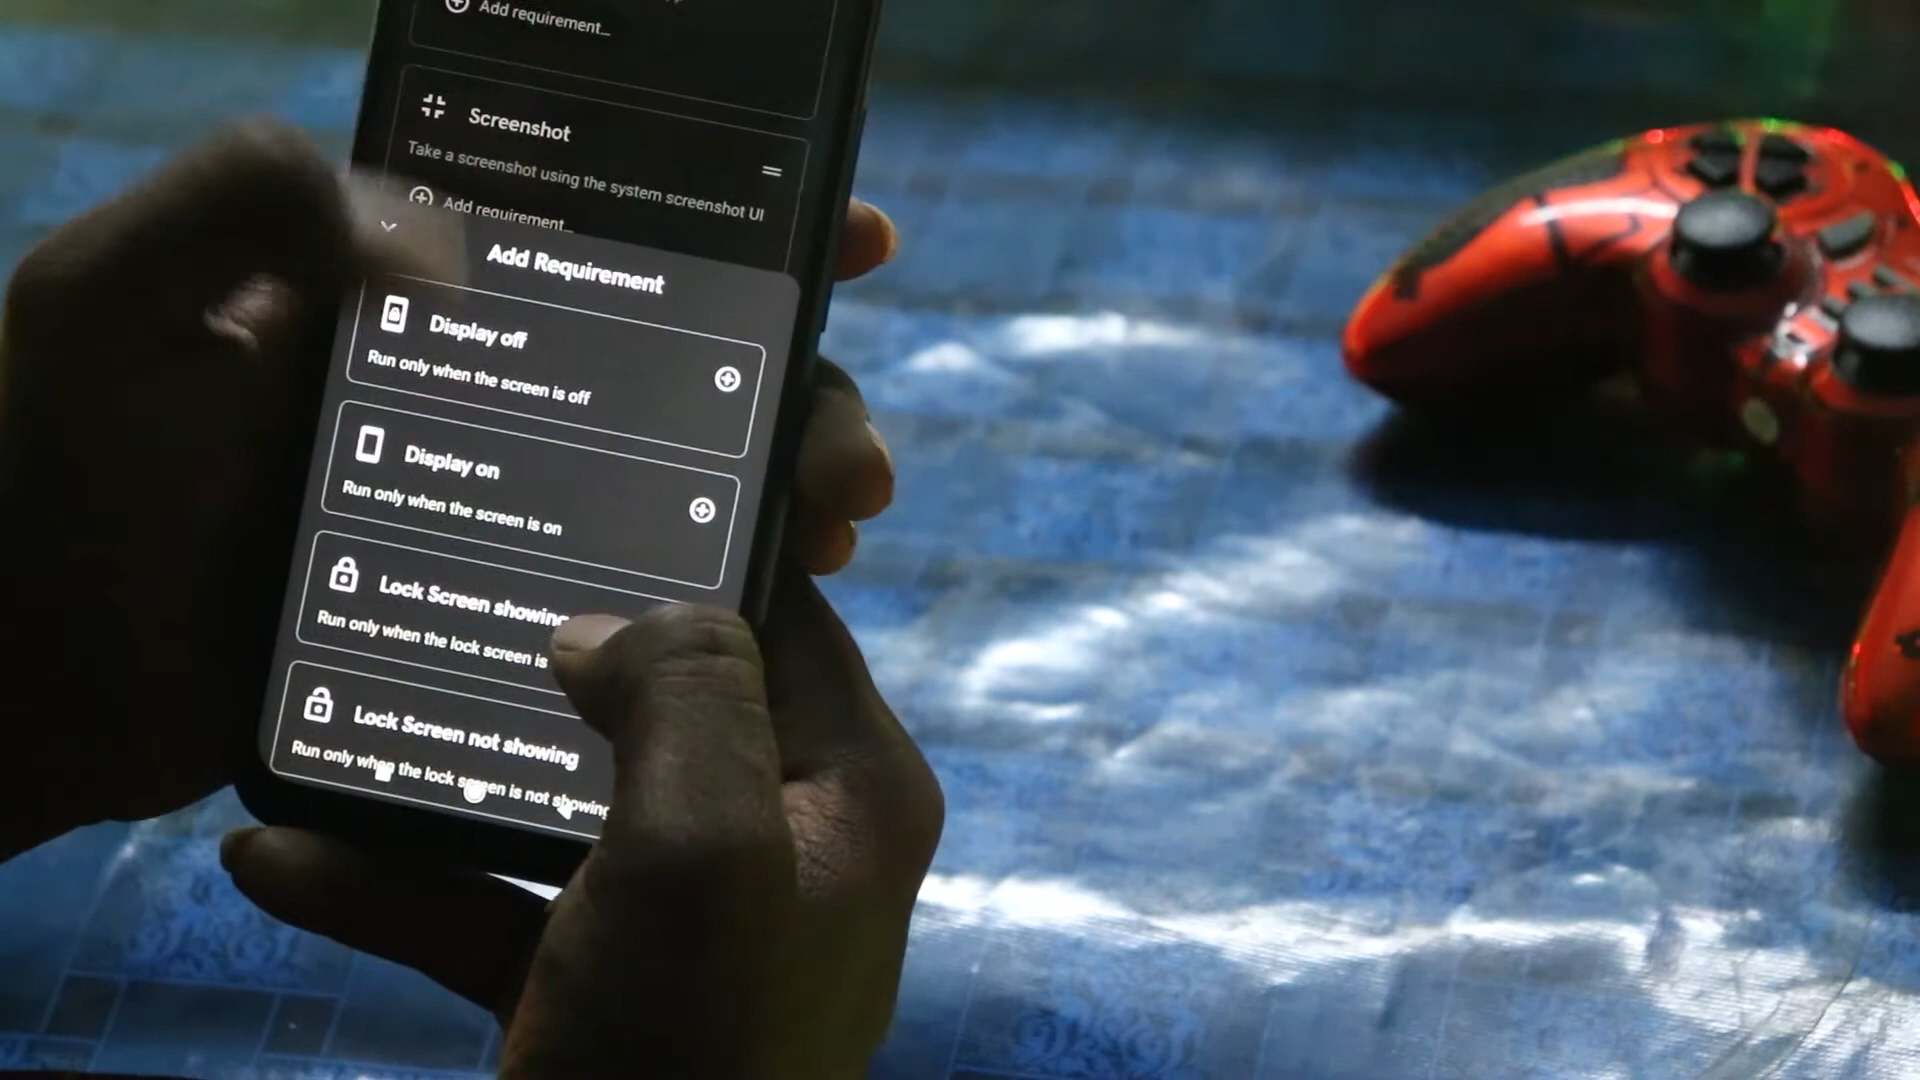 Add requirement...
Screenshot
Take a screenshot using the system screenshot UI
Add requirement...
Add Requirement
Display off
Run only when the screen is off
Display on
Run only when the screen is on
Lock Screen showing
Run only when the lock screen is
Lock Screen not showing
Run only when the lock screen is not showing